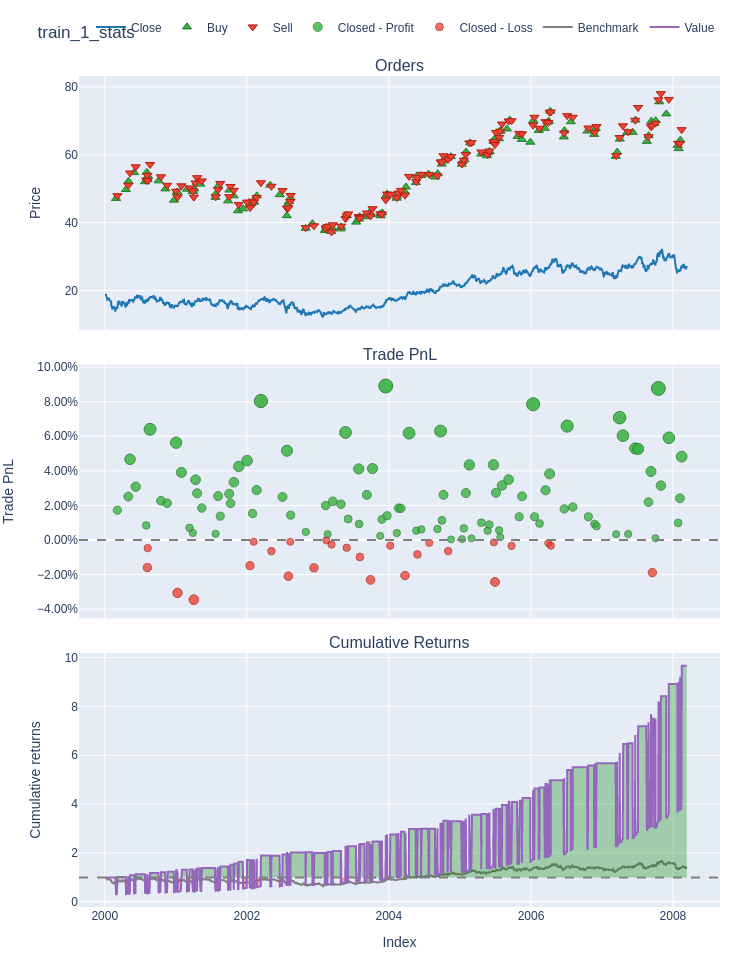 train_1_stats
Close
Buy
Sell
Closed - Profit
Closed - Loss
Benchmark
Value
Orders
80
60
40
20
Price
Trade PnL
10.00%
8.00%
6.00%
4.00%
2.00%
0.00%
−2.00%
−4.00%
Trade PnL
Cumulative Returns
10
8
6
4
2
0
Cumulative returns
2000
2002
2004
2006
2008
Index